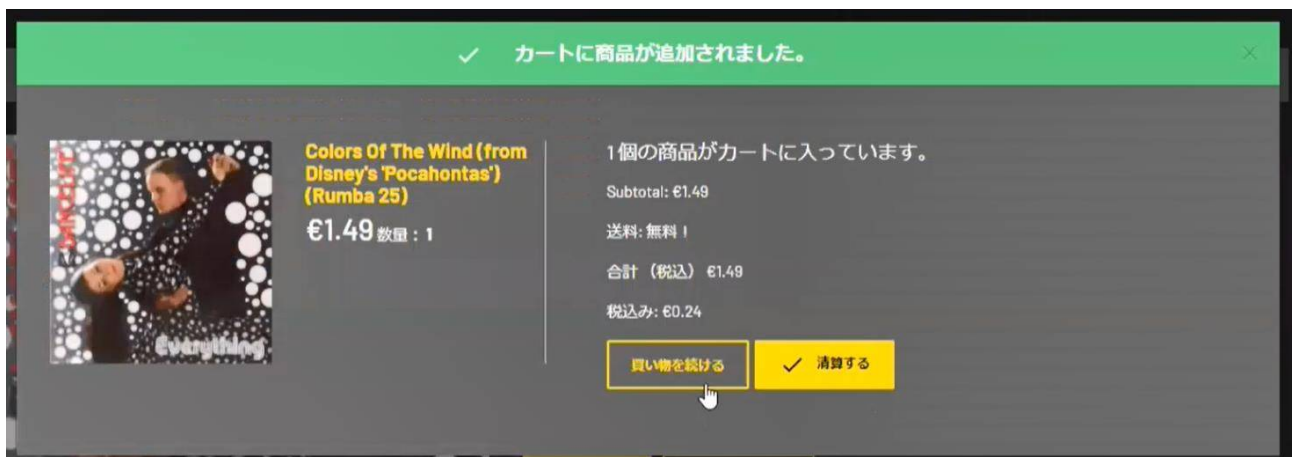 カートに商品が追加されました。
Colors Of The Wind (from
Disney's 'Pocahontas')
(Rumba 25)
€1.49 数量：1
1個の商品がカートに入っています。
Subtotal: €1.49
送料: 無料！
合計（税込） €1.49
税込み: €0.24
買い物を続ける
清算する
Everything